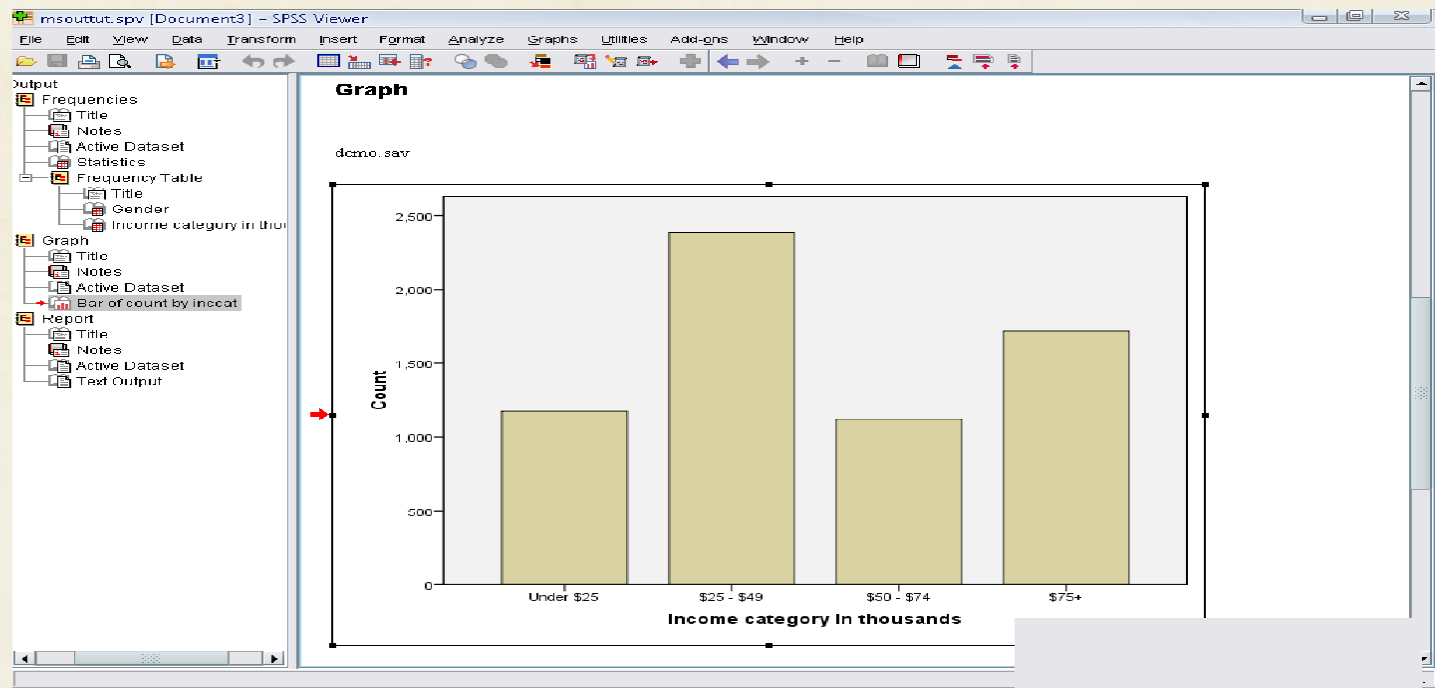 msouttut.spv [Document3] – SPSS Viewer
File Edit View Data Transform Insert Format Analyze Graphs Utilities Add-ons Window Help
Output
Frequencies
Title
Notes
Active Dataset
Statistics
Frequency Table
Title
Gender
Income category in thou
Graph
Title
Notes
Active Dataset
Bar of count by inccat
Report
Title
Notes
Active Dataset
Text Output
Graph
demo.sav
2,500
2,000
1,500
1,000
500
0
Count
Under $25
$25 - $49
$50 - $74
$75+
Income category in thousands